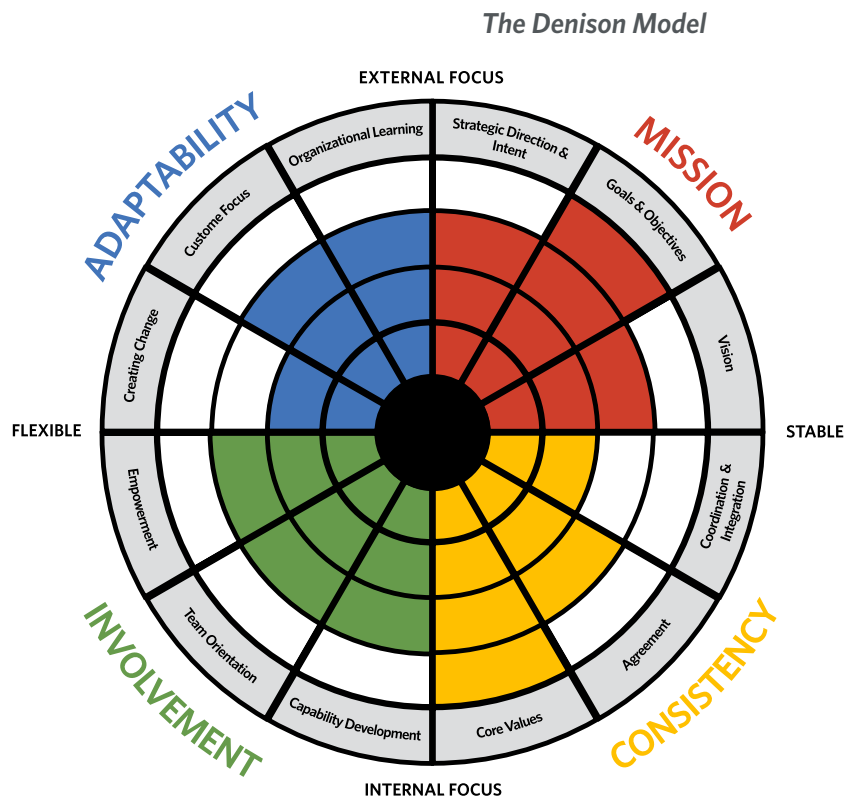 The Denison Model
EXTERNAL FOCUS
ADAPTABILITY
MISSION
Organizational Learning
Strategic Direction &
Intent
Custome Focus
Goals & Objectives
Creating Change
Vision
FLEXIBLE
STABLE
Empowerment
Coordination &
Integration
Team Orientation
Agreement
Capability Development
Core Values
INVOLVEMENT
CONSISTENCY
INTERNAL FOCUS